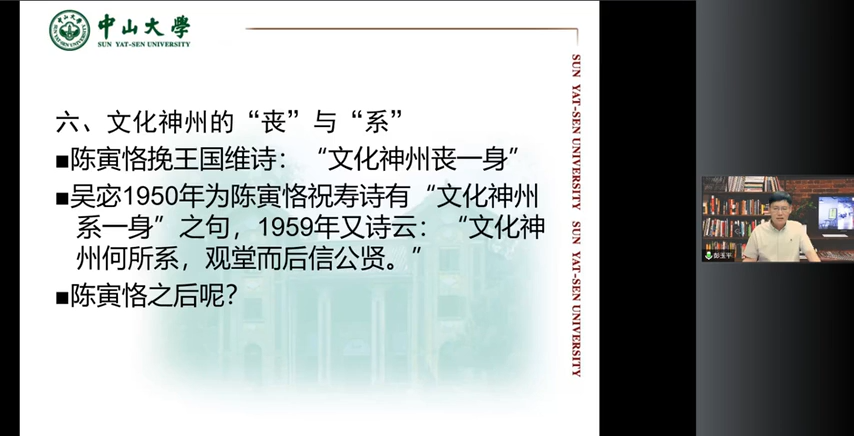 中山大學
SUN YAT-SEN UNIVERSITY
六、文化神州的“丧”与“系”
■陈寅恪挽王国维诗：“文化神州丧一身”
■吴宓1950年为陈寅恪祝寿诗有“文化神州
系一身”之句，1959年又诗云：“文化神
州何所系，观堂而后信公贤。”
■陈寅恪之后呢？
SUN YAT-SEN UNIVERSITY SUN YAT-SEN UNIVERSITY
彭玉平